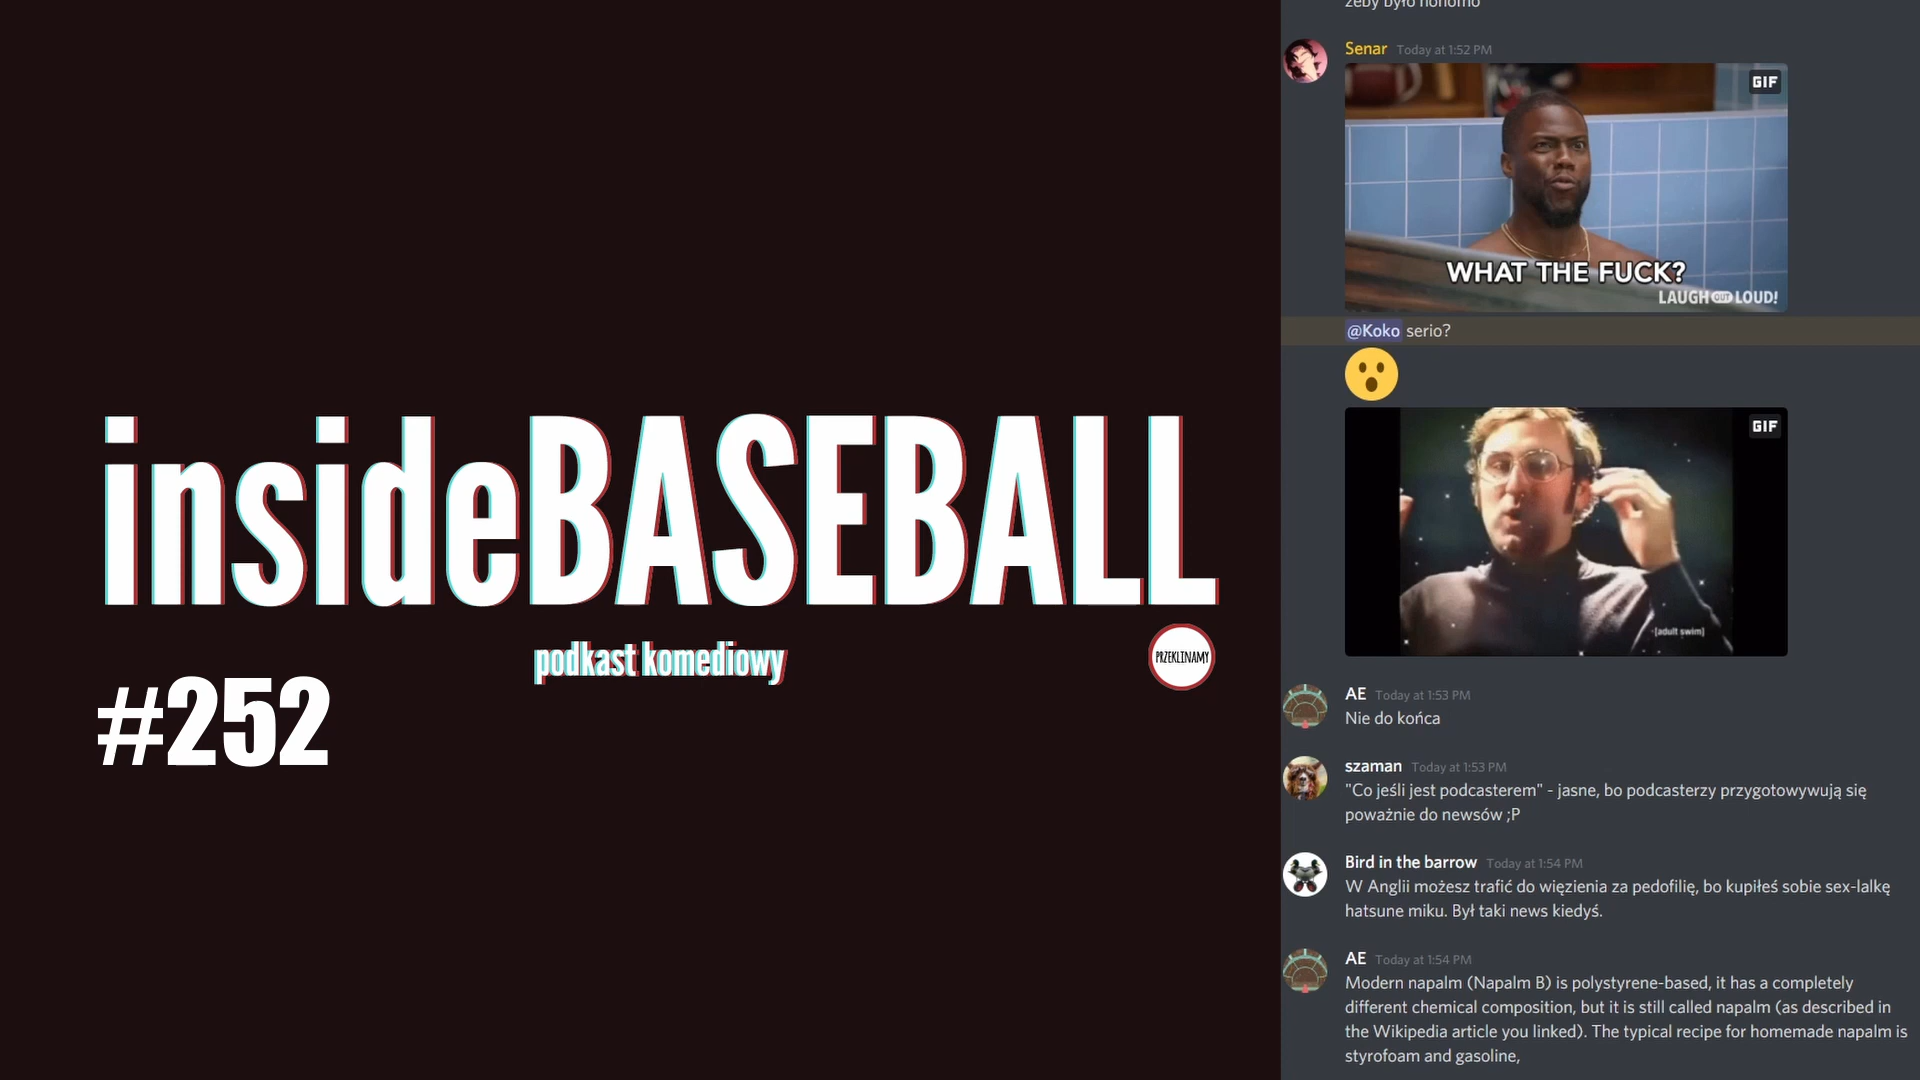 insideBASEBALL
podkast komediowy
PRZEKLINAMY
#252
żeby było honomo
Senar Today at 1:52 PM
GIF
WHAT THE FUCK?
LAUGH OUT LOUD!
@Koko serio?
GIF
[adult swim]
AE Today at 1:53 PM
Nie do końca
szaman Today at 1:53 PM
"Co jeśli jest podcasterem" - jasne, bo podcasterzy przygotowywują się
poważnie do newsów ;P
Bird in the barrow Today at 1:54 PM
W Anglii możesz trafić do więzienia za pedofilię, bo kupiłeś sobie sex-lalkę
hatsune miku. Był taki news kiedyś.
AE Today at 1:54 PM
Modern napalm (Napalm B) is polystyrene-based, it has a completely
different chemical composition, but it is still called napalm (as described in
the Wikipedia article you linked). The typical recipe for homemade napalm is
styrofoam and gasoline,